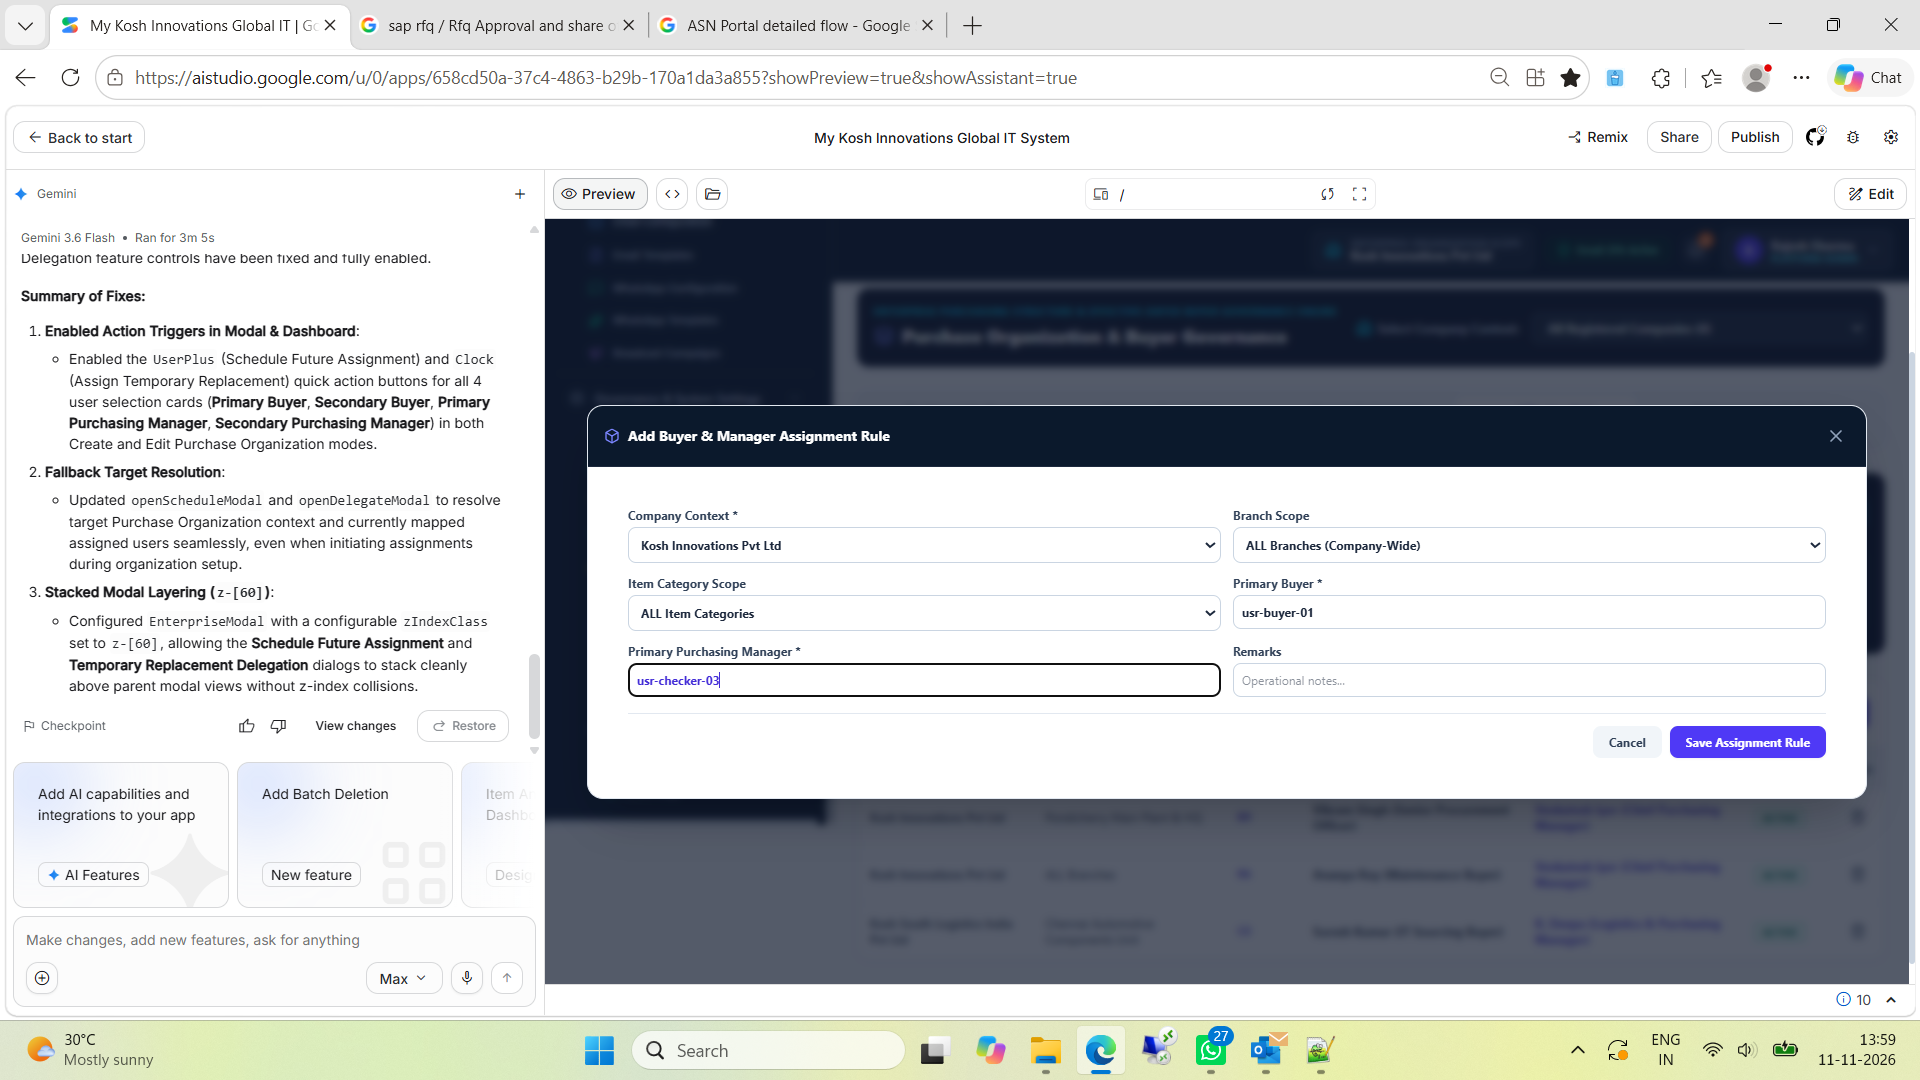 My Kosh Innovations Global IT | Go
sap rfq / Rfq Approval and share o
ASN Portal detailed flow - Google
https://aistudio.google.com/u/0/apps/658cd50a-37c4-4863-b29b-170a1da3a855?showPreview=true&showAssistant=true
Chat
Back to start
My Kosh Innovations Global IT System
Remix
Share
Publish
Gemini
Preview
/
Edit
Gemini 3.6 Flash • Ran for 3m 5s
Delegation feature controls have been fixed and fully enabled.
Summary of Fixes:
1. Enabled Action Triggers in Modal & Dashboard:
Enabled the UserPlus (Schedule Future Assignment) and Clock
(Assign Temporary Replacement) quick action buttons for all 4
user selection cards (Primary Buyer, Secondary Buyer, Primary
Purchasing Manager, Secondary Purchasing Manager) in both
Create and Edit Purchase Organization modes.
2. Fallback Target Resolution:
Updated openScheduleModal and openDelegateModal to resolve
target Purchase Organization context and currently mapped
assigned users seamlessly, even when initiating assignments
during organization setup.
3. Stacked Modal Layering (z-[60]):
Configured EnterpriseModal with a configurable zIndexClass
set to z-[60], allowing the Schedule Future Assignment and
Temporary Replacement Delegation dialogs to stack cleanly
above parent modal views without z-index collisions.
Checkpoint
View changes
Restore
Add AI capabilities and
integrations to your app
AI Features
Add Batch Deletion
New feature
Item A
Dashb
Desig
Make changes, add new features, ask for anything
Max
Purchase Organization & Buyer Governance
Add Buyer & Manager Assignment Rule
Company Context *
Kosh Innovations Pvt Ltd
Branch Scope
ALL Branches (Company-Wide)
Item Category Scope
ALL Item Categories
Primary Buyer *
usr-buyer-01
Primary Purchasing Manager *
usr-checker-03
Remarks
Operational notes...
Cancel
Save Assignment Rule
10
30°C
Mostly sunny
Search
27
ENG
IN
13:59
11-11-2026